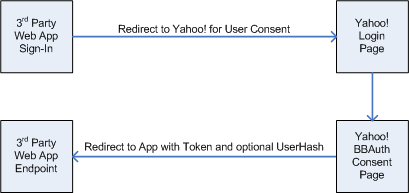 3rd Party
Web App
Sign-In
Redirect to Yahoo! for User Consent
Yahoo!
Login
Page
3rd Party
Web App
Endpoint
Redirect to App with Token and optional UserHash
Yahoo!
BBAuth
Consent
Page